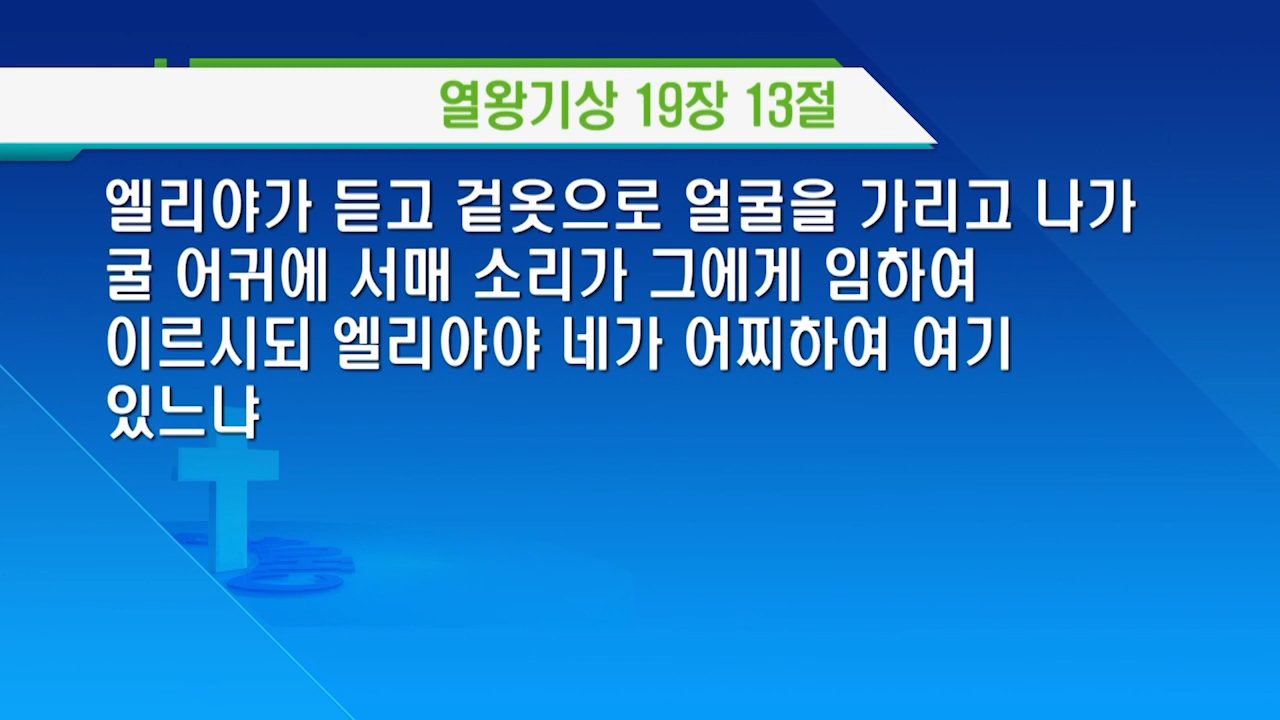 열왕기상 19장 13절
엘리야가 듣고 겉옷으로 얼굴을 가리고 나가
굴 어귀에 서매 소리가 그에게 임하여
이르시되 엘리야야 네가 어찌하여 여기
있느냐